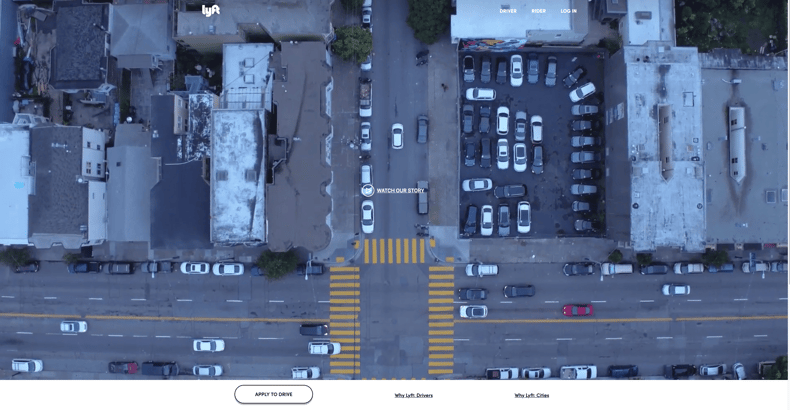 lyft
DRIVER RIDER LOG IN
WATCH OUR STORY
APPLY TO DRIVE
Why Lyft: Drivers
Why Lyft: Cities